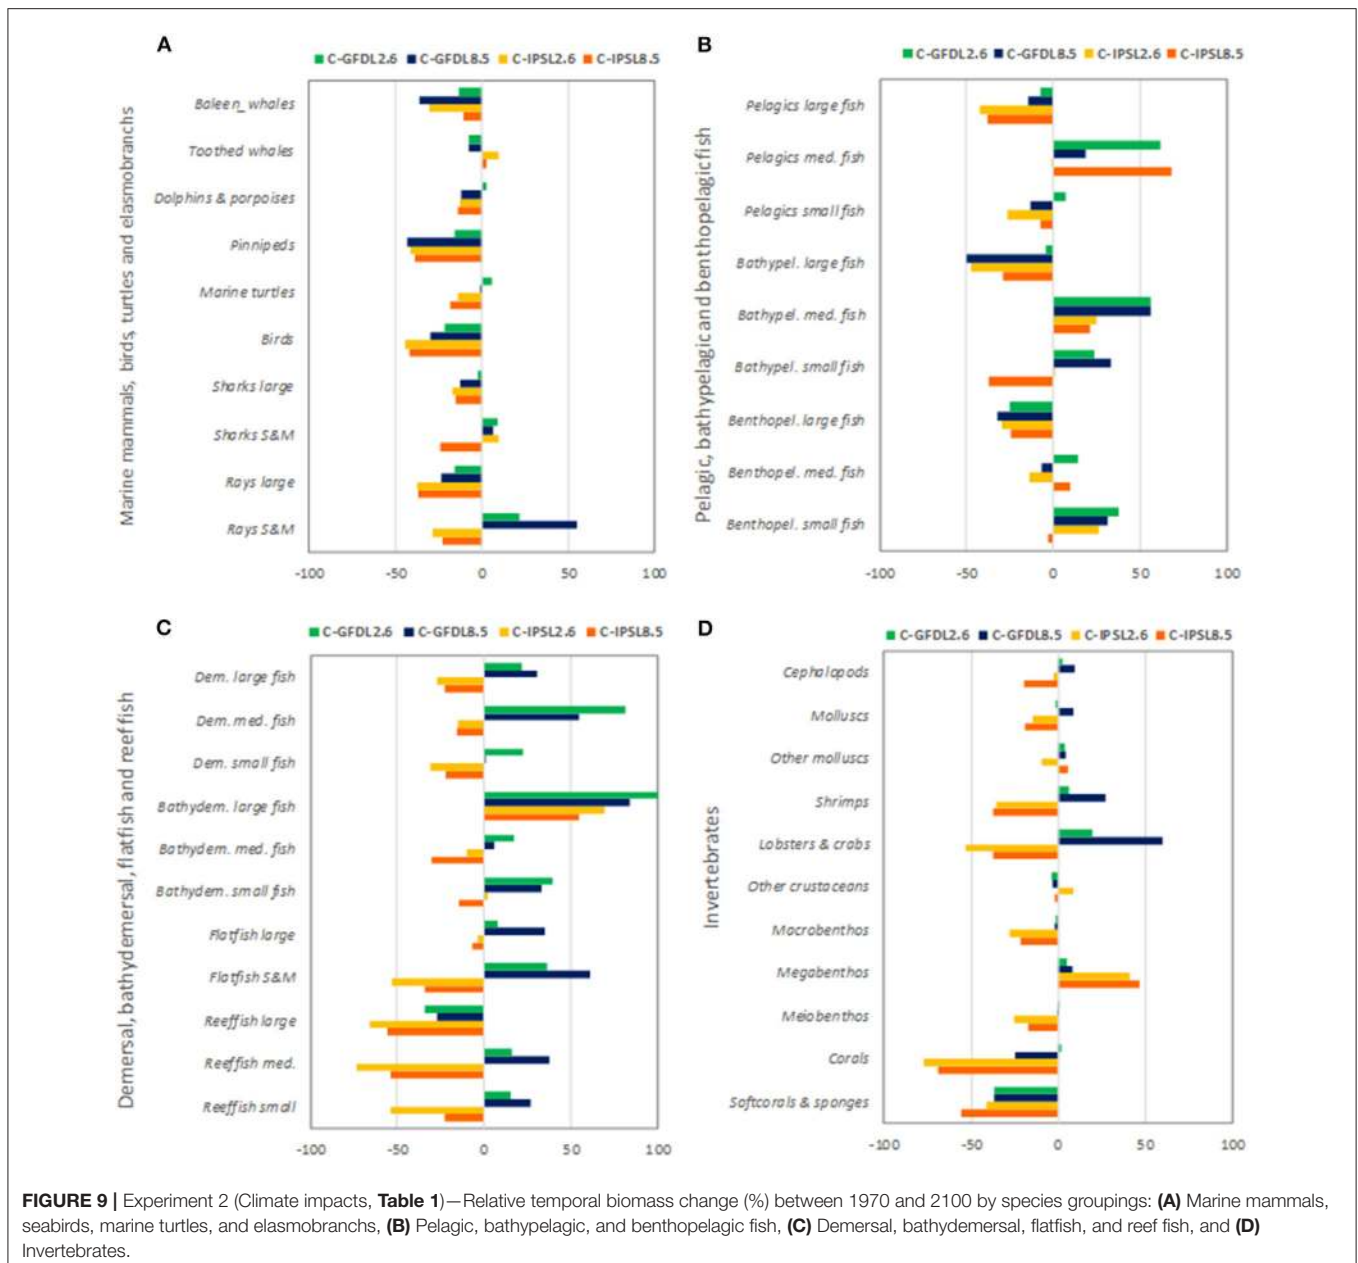 A
C-GFDL2.6 C-GFDL8.5 C-IPSL2.6 C-IPSL8.5
Marine mammals, birds, turtles and elasmobranchs
Baleen_whales
Toothed whales
Dolphins & porpoises
Pinnipeds
Marine turtles
Birds
Sharks large
Sharks S&M
Rays large
Rays S&M
-100 -50 0 50 100
B
C-GFDL2.6 C-GFDL8.5 C-IPSL2.6 C-IPSL8.5
Pelagic, bathypelagic and benthopelagic fish
Pelagics large fish
Pelagics med. fish
Pelagics small fish
Bathypel. large fish
Bathypel. med. fish
Bathypel. small fish
Benthopel. large fish
Benthopel. med. fish
Benthopel. small fish
-100 -50 0 50 100
C
C-GFDL2.6 C-GFDL8.5 C-IPSL2.6 C-IPSL8.5
Demersal, bathydemersal, flatfish and reef fish
Dem. large fish
Dem. med. fish
Dem. small fish
Bathydem. large fish
Bathydem. med. fish
Bathydem. small fish
Flatfish large
Flatfish S&M
Reeffish large
Reeffish med.
Reeffish small
-100 -50 0 50 100
D
C-GFDL2.6 C-GFDL8.5 C-IPSL2.6 C-IPSL8.5
Invertebrates
Cephalopods
Molluscs
Other molluscs
Shrimps
Lobsters & crabs
Other crustaceans
Macrobenthos
Megabenthos
Meiobenthos
Corals
Softcorals & sponges
-100 -50 0 50 100
FIGURE 9 | Experiment 2 (Climate impacts, Table 1)—Relative temporal biomass change (%) between 1970 and 2100 by species groupings: (A) Marine mammals,
seabirds, marine turtles, and elasmobranchs, (B) Pelagic, bathypelagic, and benthopelagic fish, (C) Demersal, bathydemersal, flatfish, and reef fish, and (D)
Invertebrates.